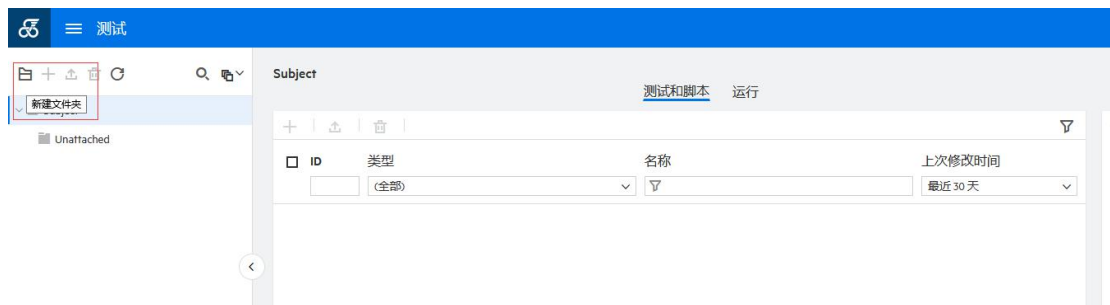 测试
新建文件夹
Unattached
Subject
测试和脚本 运行
ID 类型 名称 上次修改时间
(全部) 最近 30 天